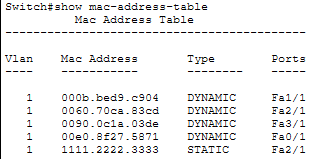 Switch#show mac-address-table
Mac Address Table
-------------------------------------------
Vlan Mac Address Type Ports
---- ----------- -------- -----
1 000b.bed9.c904 DYNAMIC Fa1/1
1 0060.70ca.83cd DYNAMIC Fa2/1
1 0090.0c1a.03de DYNAMIC Fa3/1
1 00e0.8f27.5871 DYNAMIC Fa0/1
1 1111.2222.3333 STATIC Fa2/1